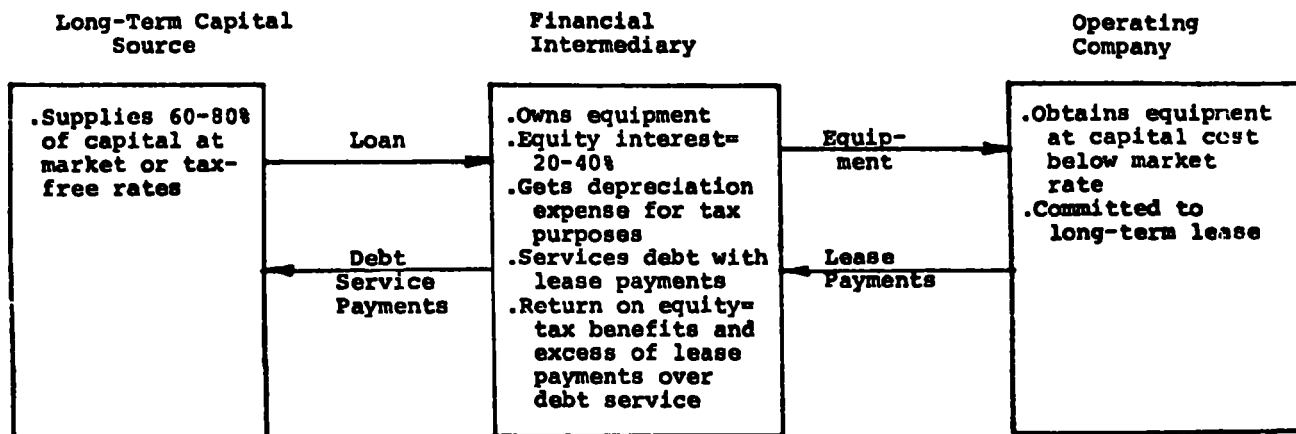 Long-Term Capital
Source
Financial
Intermediary
Operating
Company
.Supplies 60-80%
of capital at
market or tax-
free rates
Loan
Debt
Service
Payments
.Owns equipment
.Equity interest=
20-40%
.Gets depreciation
expense for tax
purposes
.Services debt with
lease payments
.Return on equity=
tax benefits and
excess of lease
payments over
debt service
Equip-
ment
Lease
Payments
.Obtains equipment
at capital cost
below market
rate
.Committed to
long-term lease